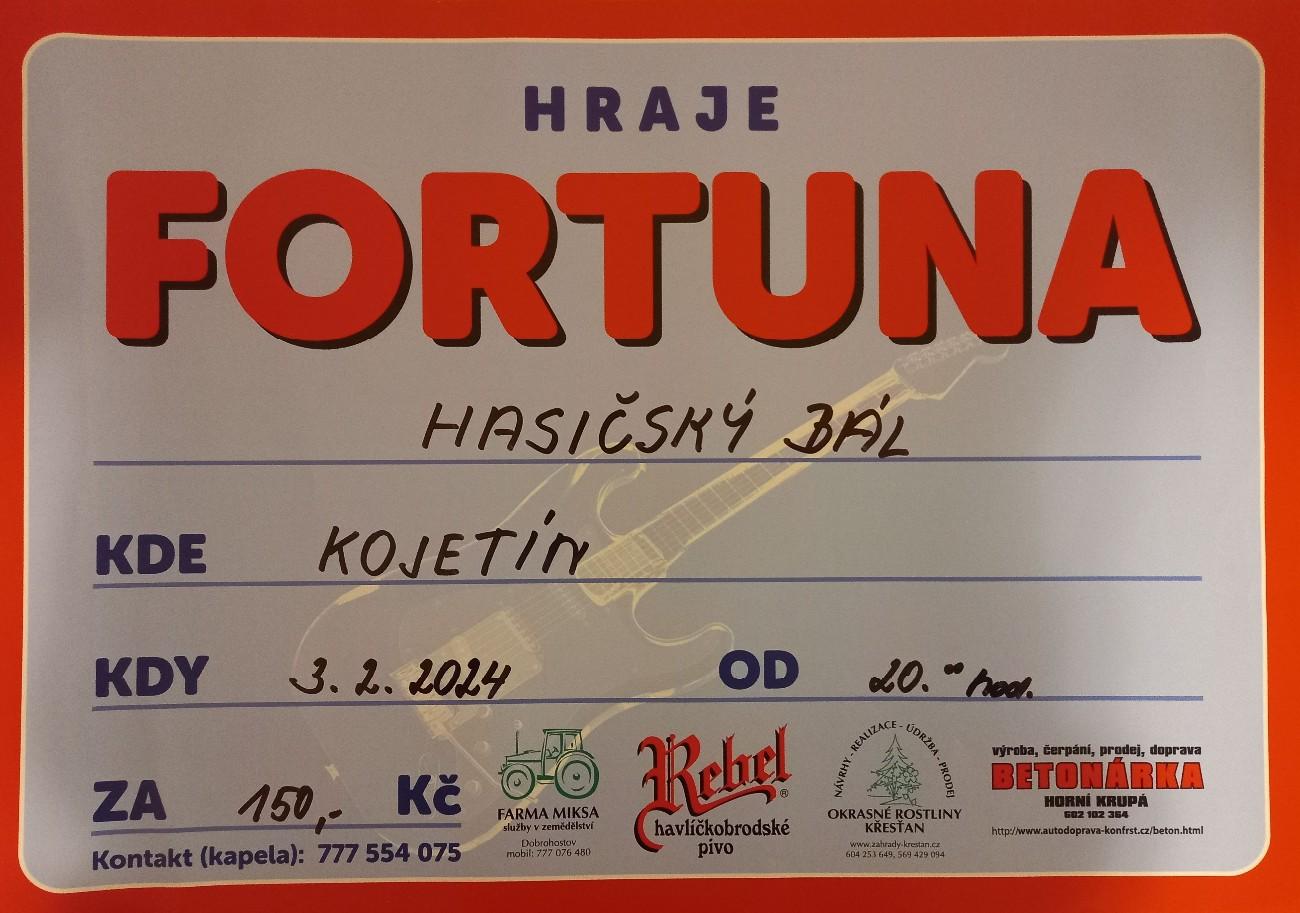 HRAJE
FORTUNA
HASIČSKÝ BÁL
KDE KOJETÍN
KDY 3. 2. 2024 OD 20.°° hod.
ZA 150,- Kč
Kontakt (kapela): 777 554 075
FARMA MIKSA
služby v zemědělství
Dobrohostov
mobil: 777 076 480
Rebel®
havlíčkobrodské
pivo
NÁVRHY - REALIZACE - ÚDRŽBA - PRODEJ
OKRASNÉ ROSTLINY
KŘESŤAN
www.zahrady-krestan.cz
604 253 649, 569 429 094
výroba, čerpání, prodej, doprava
BETONÁRKA
HORNÍ KRUPÁ
602 102 364
http://www.autodoprava-konfrst.cz/beton.html